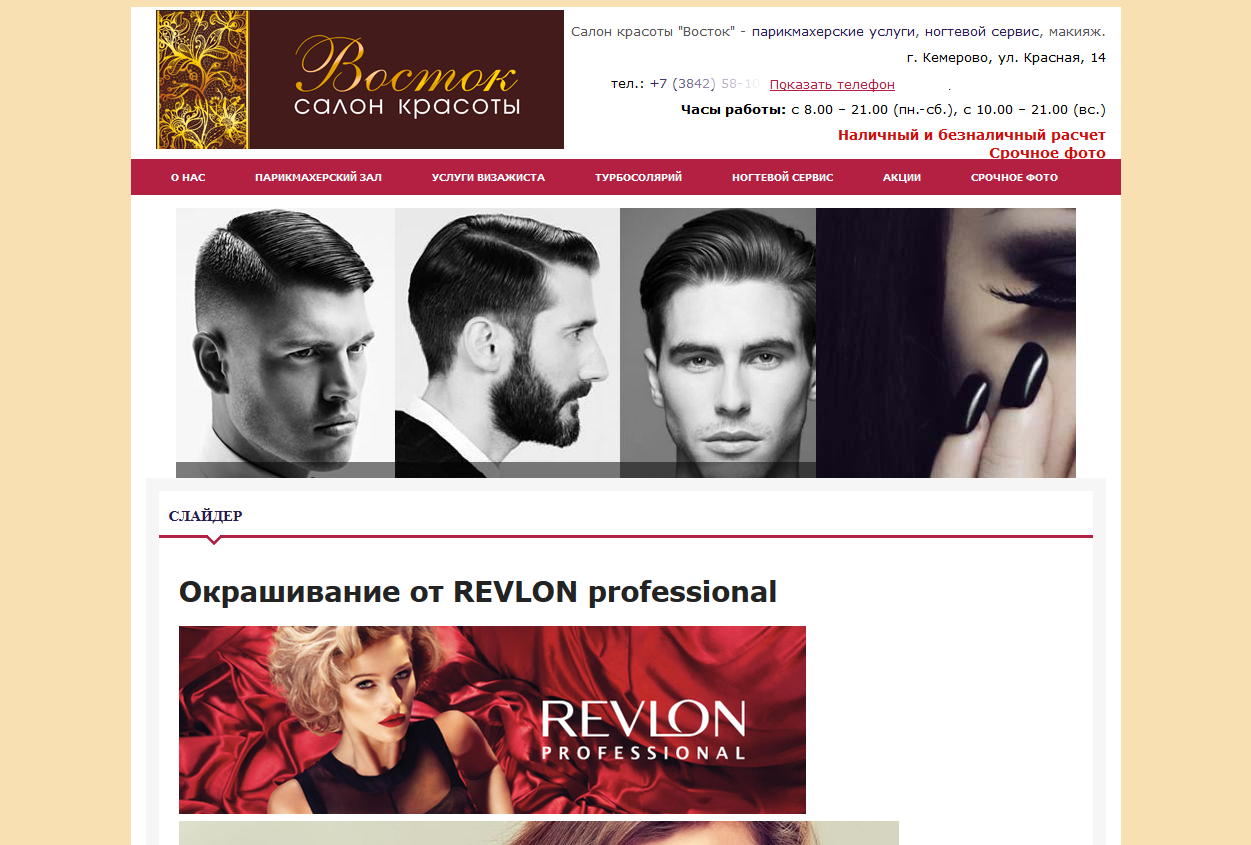 Восток
салон красоты
Салон красоты "Восток" - парикмахерские услуги, ногтевой сервис, макияж.
г. Кемерово, ул. Красная, 14
тел.: +7 (3842) 58-10 Показать телефон .
Часы работы: с 8.00 – 21.00 (пн.-сб.), с 10.00 – 21.00 (вс.)
Наличный и безналичный расчет
Срочное фото
О НАС ПАРИКМАХЕРСКИЙ ЗАЛ УСЛУГИ ВИЗАЖИСТА ТУРБОСОЛЯРИЙ НОГТЕВОЙ СЕРВИС АКЦИИ СРОЧНОЕ ФОТО
СЛАЙДЕР
Окрашивание от REVLON professional
REVLON
PROFESSIONAL